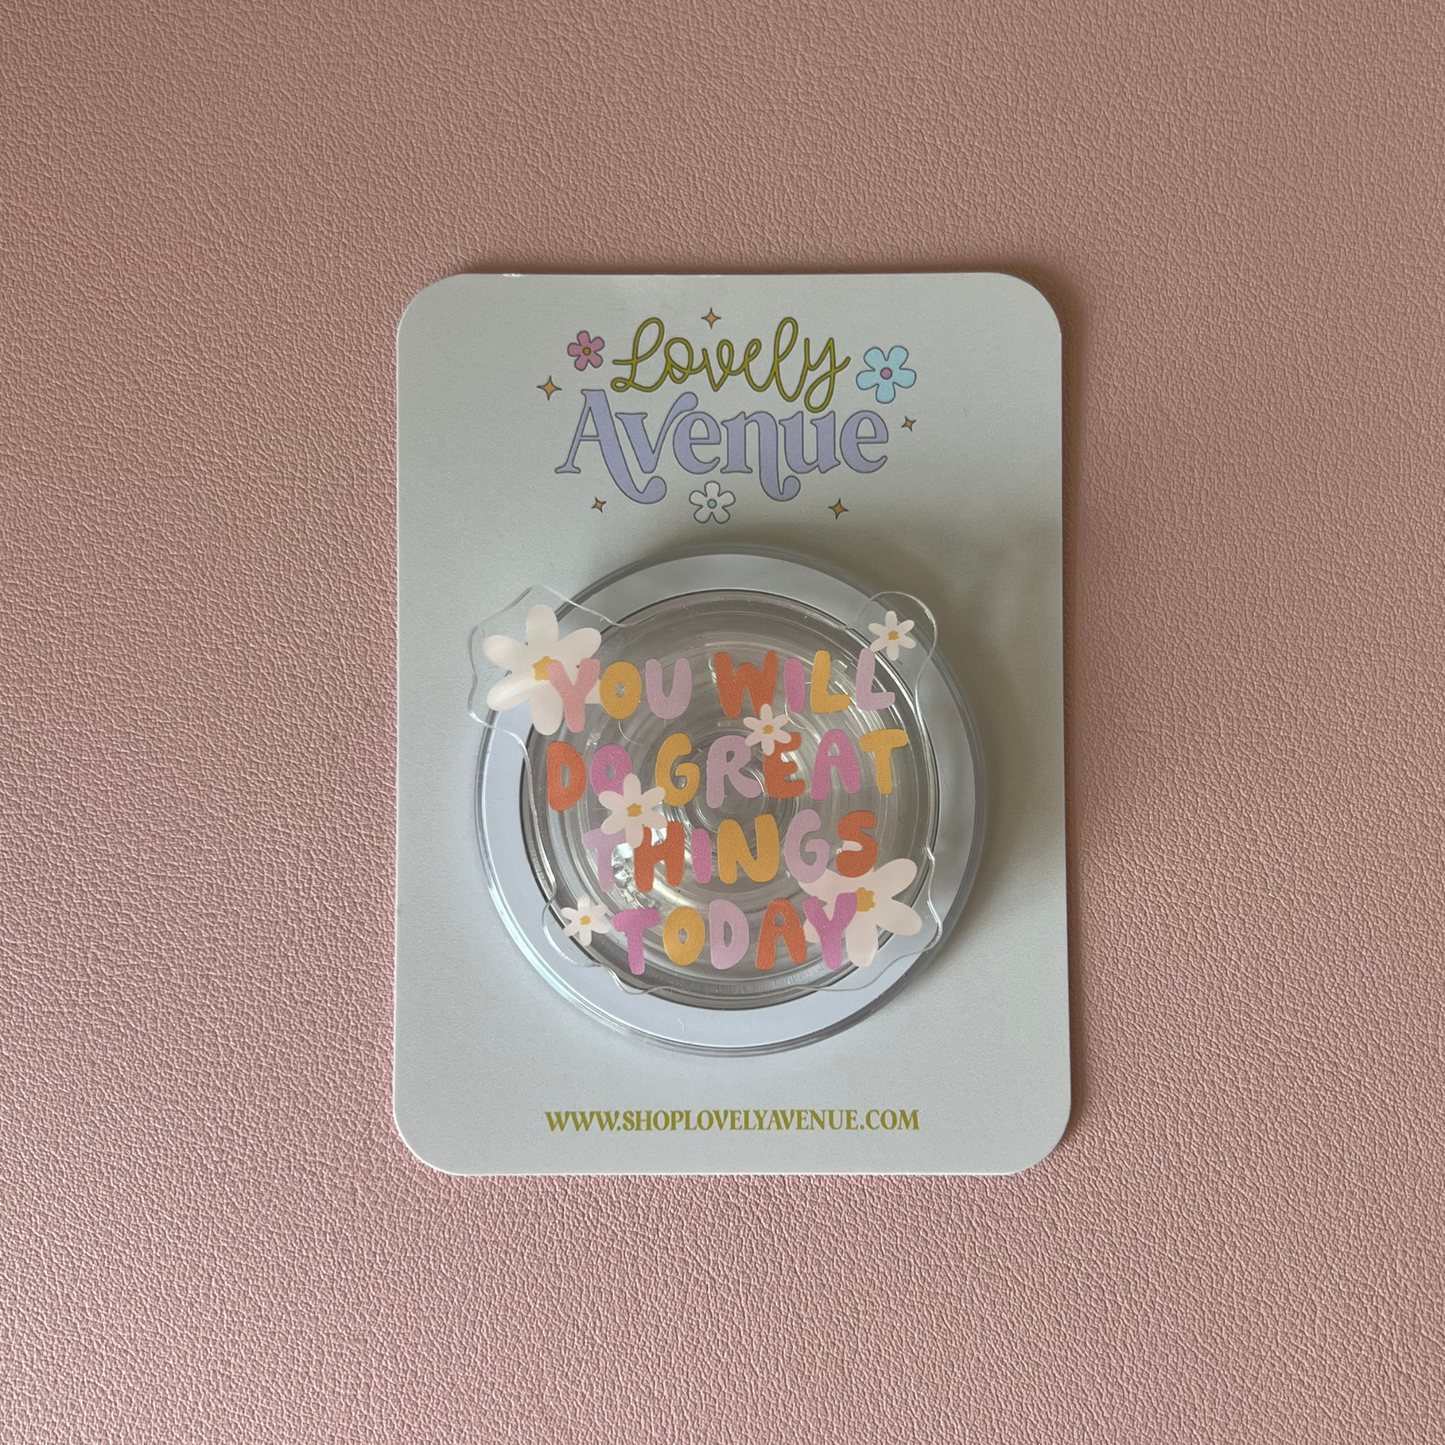 Lovely
Avenue
YOU WILL
DO GREAT
THINGS
TODAY
WWW.SHOPLOVELYAVENUE.COM